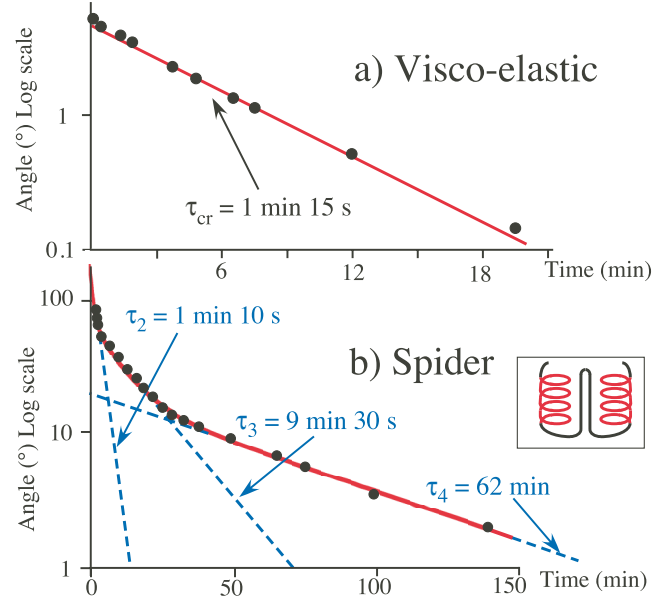 a) Visco-elastic
Angle (°) Log scale
1
0.1
τcr = 1 min 15 s
6
12
18
Time (min)
b) Spider
Angle (°) Log scale
100
10
1
τ2 = 1 min 10 s
τ3 = 9 min 30 s
τ4 = 62 min
0
50
100
150
Time (min)